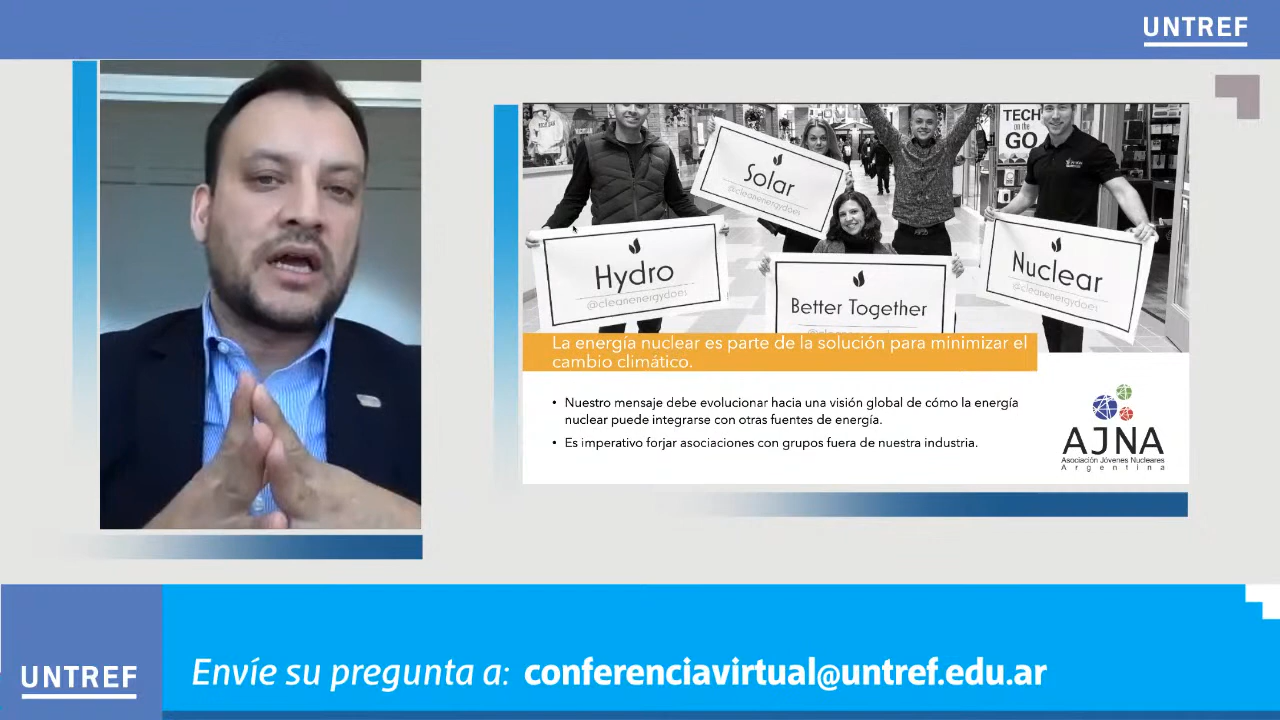 UNTREF
TECH
on the
GO
Solar
@cleanenergydoes
Hydro
@cleanenergydoes
Nuclear
@cleanenergydoes
Better Together
La energía nuclear es parte de la solución para minimizar el
cambio climático.
• Nuestro mensaje debe evolucionar hacia una visión global de cómo la energía
nuclear puede integrarse con otras fuentes de energía.
• Es imperativo forjar asociaciones con grupos fuera de nuestra industria.
AJNA
Asociación Jóvenes Nucleares
Argentina
UNTREF
Envíe su pregunta a: conferenciavirtual@untref.edu.ar